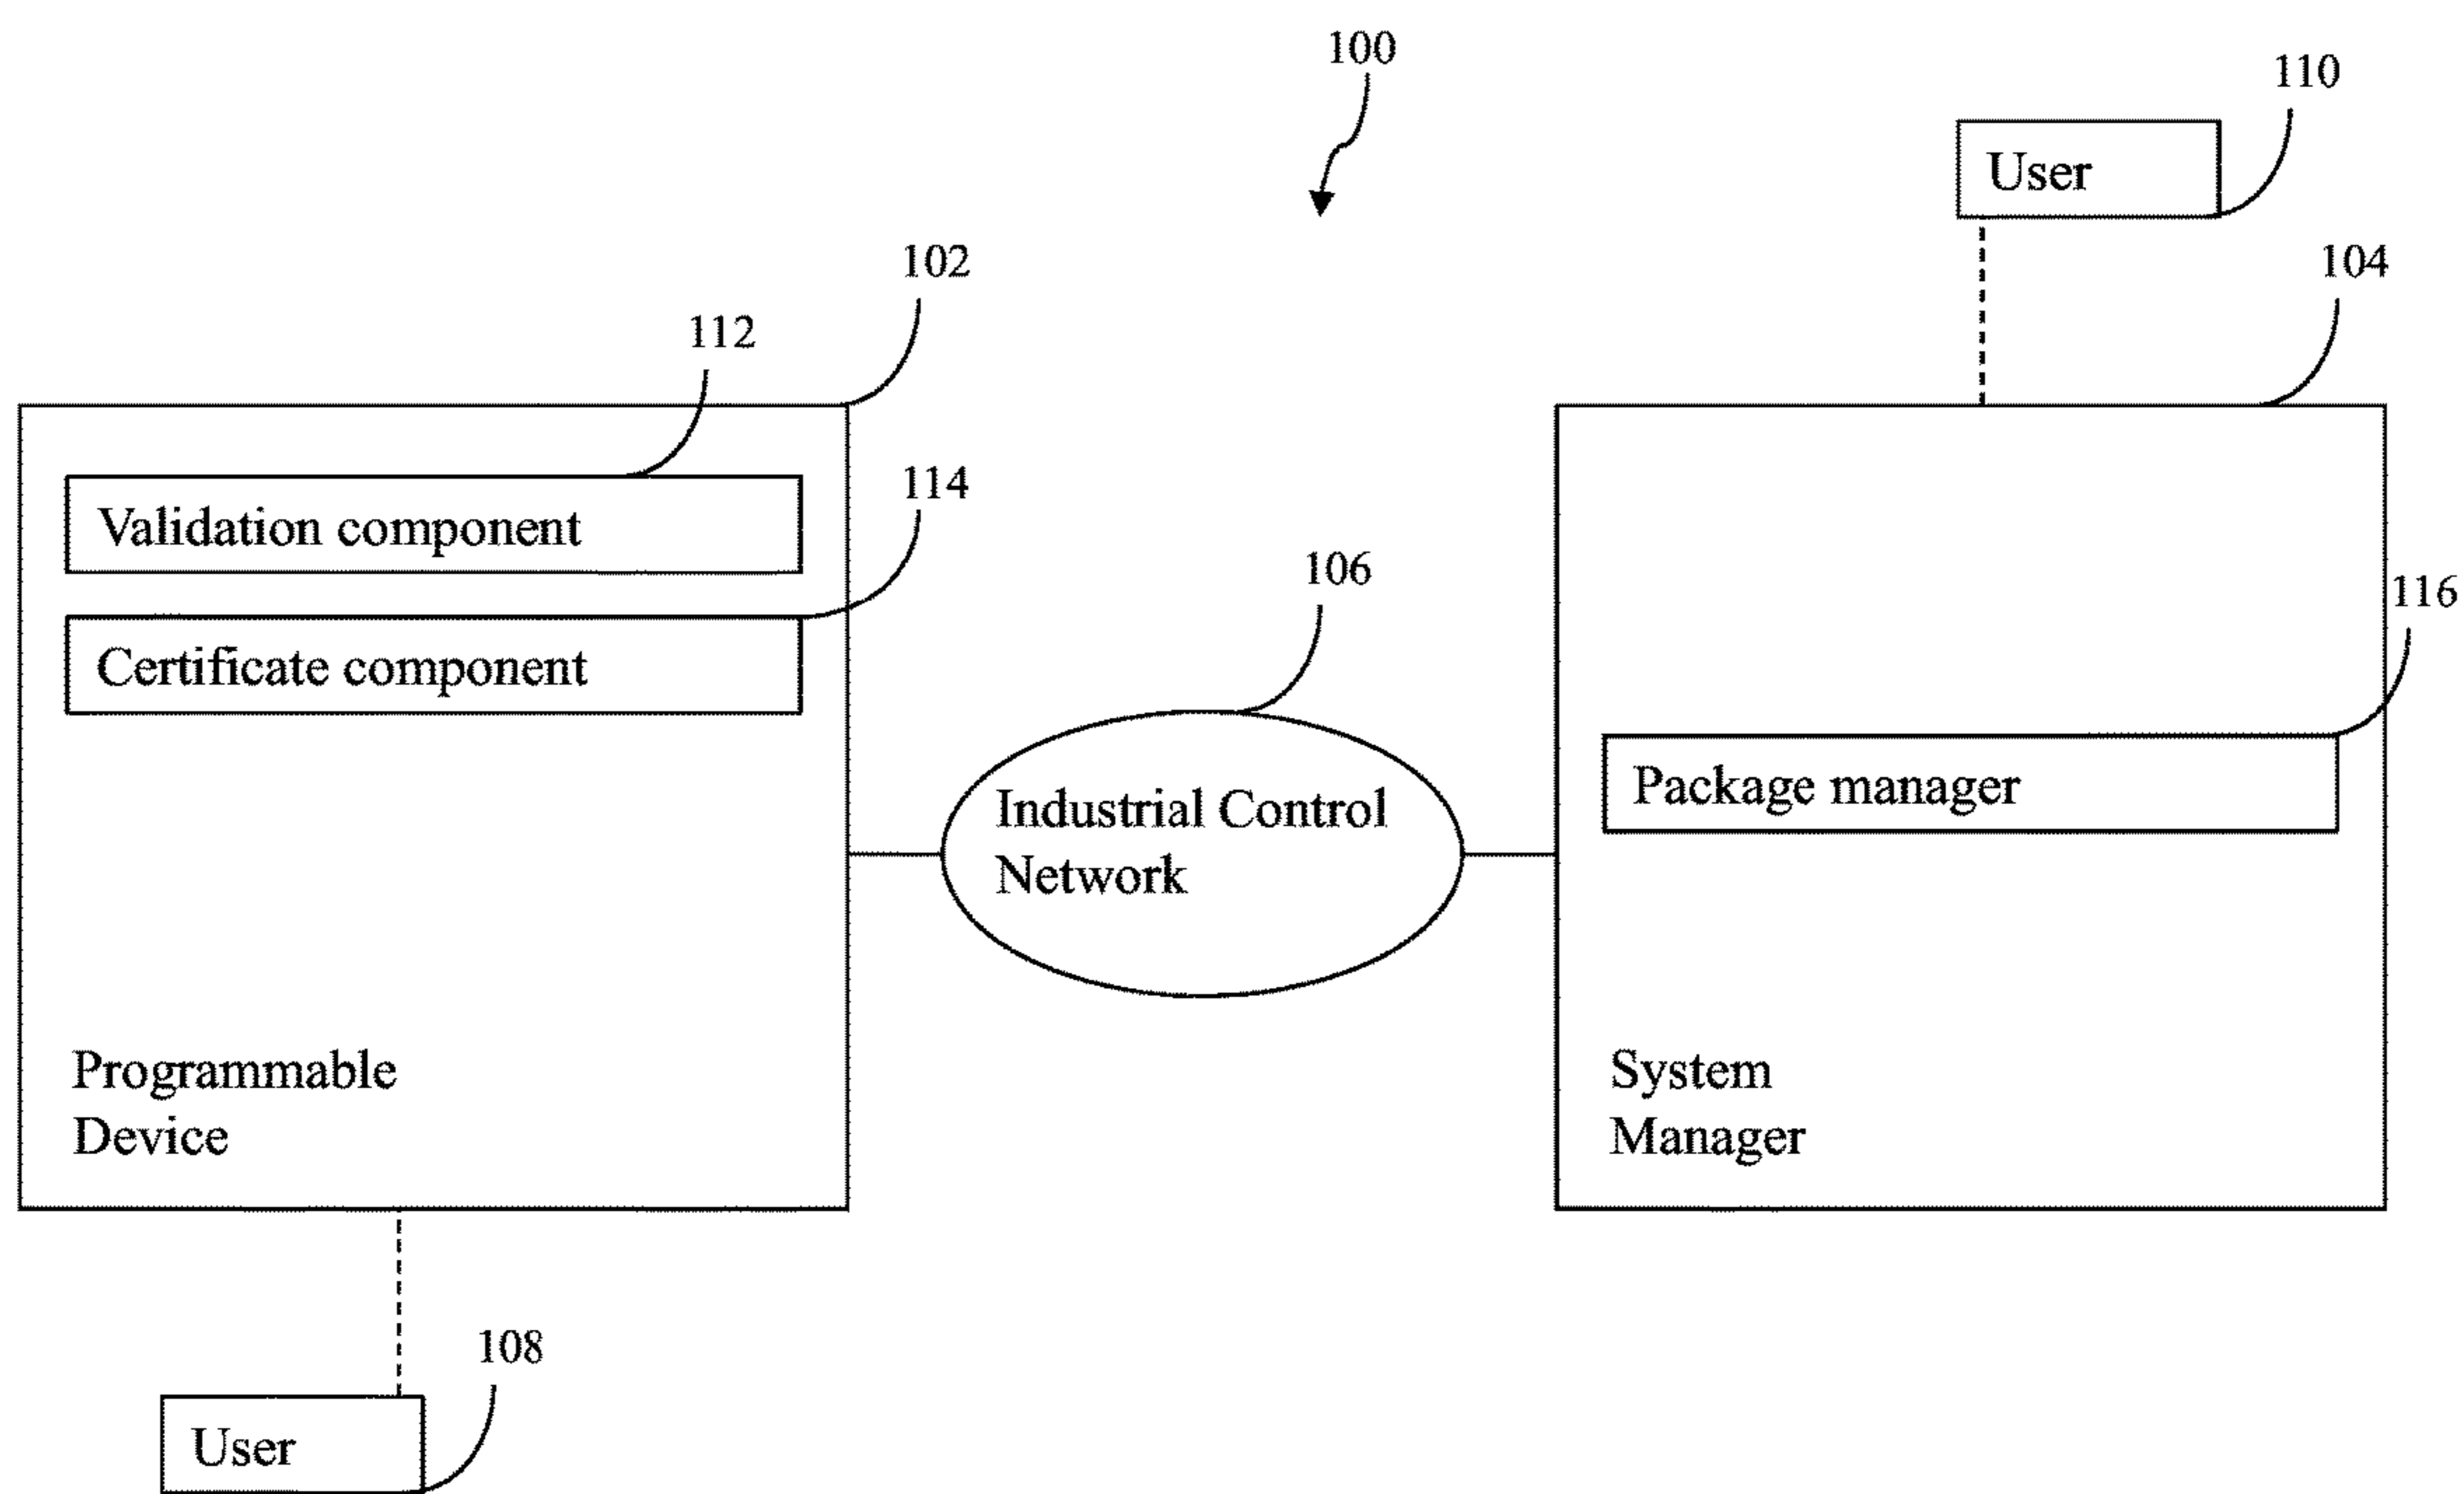 100
110
User
102
104
112
114
Validation component
106
116
Certificate component
Package manager
Industrial Control
Network
Programmable
Device
System
Manager
108
User